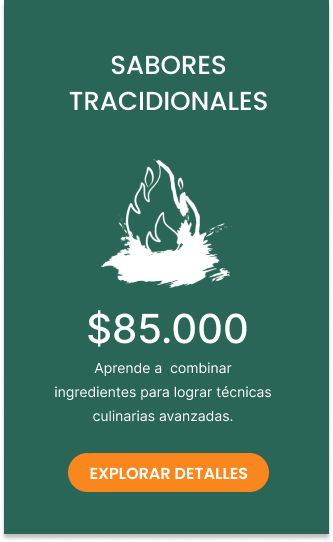 SABORES
TRACIDIONALES
$85.000
Aprende a combinar
ingredientes para lograr técnicas
culinarias avanzadas.
EXPLORAR DETALLES